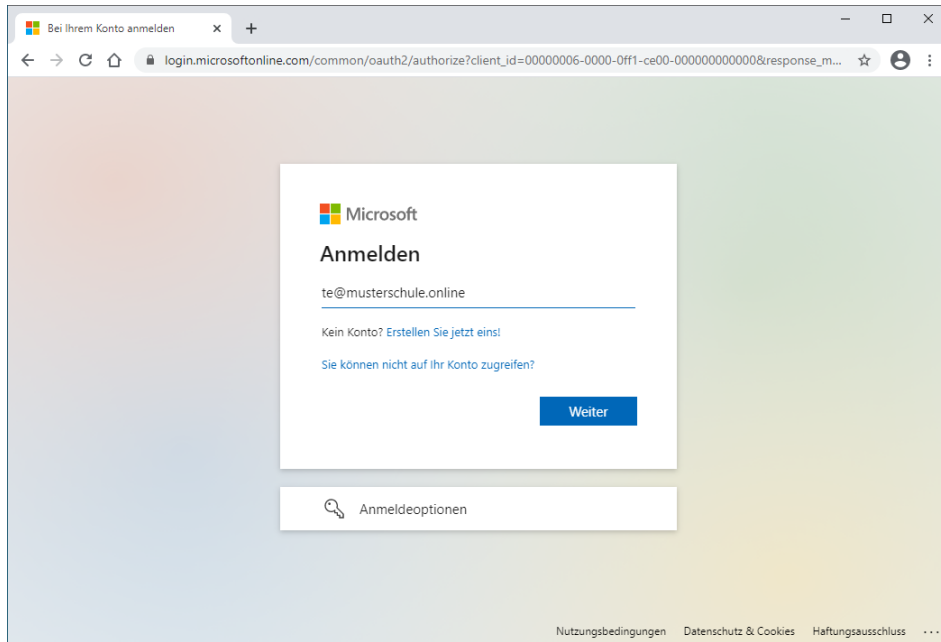 Bei Ihrem Konto anmelden
login.microsoftonline.com/common/oauth2/authorize?client_id=00000006-0000-0ff1-ce00-000000000000&response_m...
Microsoft
Anmelden
te@musterschule.online
Kein Konto? Erstellen Sie jetzt eins!
Sie können nicht auf Ihr Konto zugreifen?
Weiter
Anmeldeoptionen
Nutzungsbedingungen Datenschutz & Cookies Haftungsausschluss ...